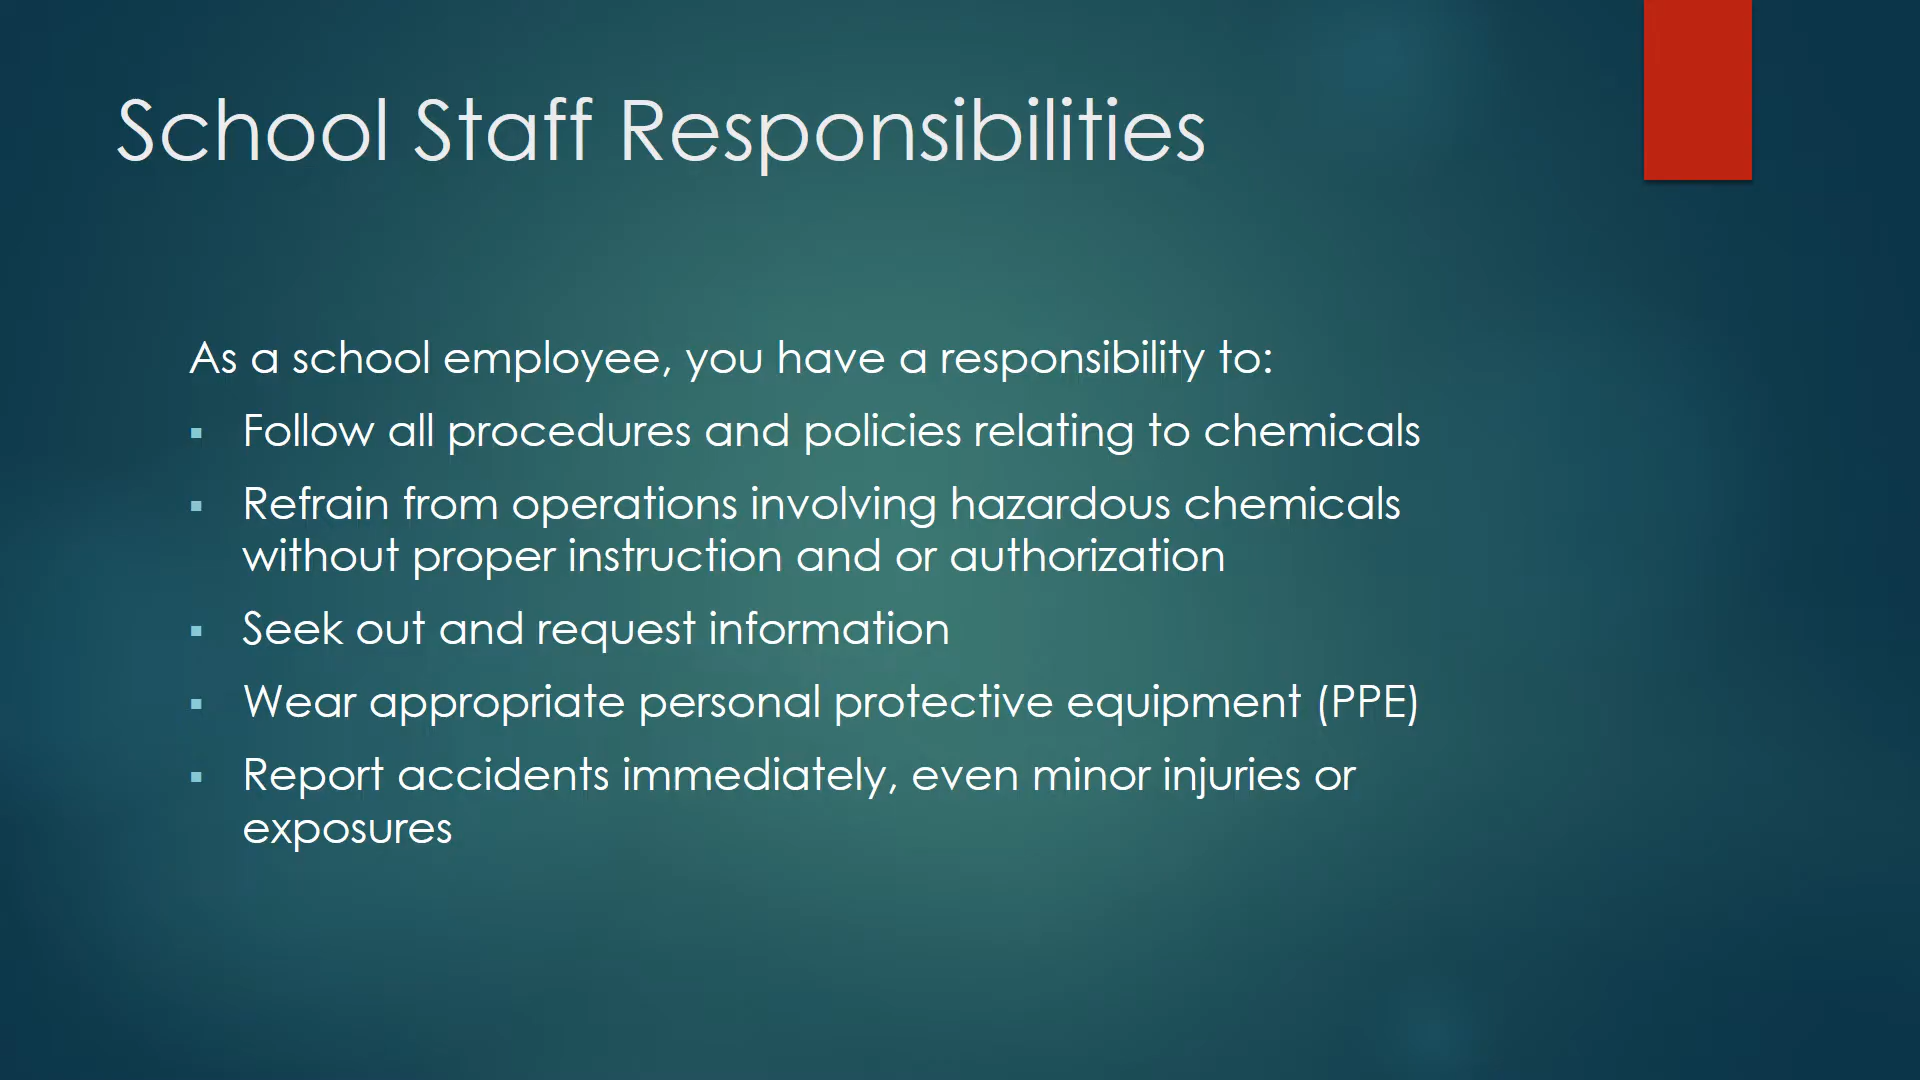 School Staff Responsibilities
As a school employee, you have a responsibility to:
▪ Follow all procedures and policies relating to chemicals
▪ Refrain from operations involving hazardous chemicals
without proper instruction and or authorization
▪ Seek out and request information
▪ Wear appropriate personal protective equipment (PPE)
▪ Report accidents immediately, even minor injuries or
exposures